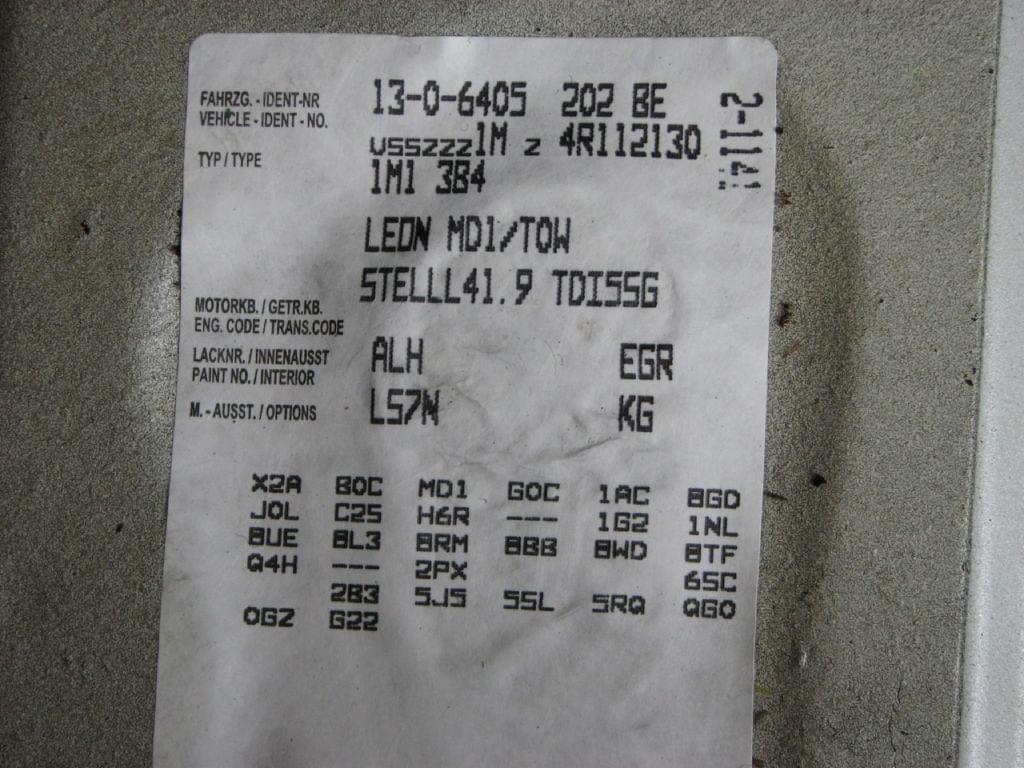 13-0-6405 202 BE
FAHRZG. - IDENT-NR
VEHICLE - IDENT - NO.
VSSZZZ1M Z 4R112130
TYP / TYPE
1M1 3B4
LEON MD1/TOW
STELLL41.9 TDI5SG
MOTORKB. / GETR.KB.
ENG. CODE / TRANS.CODE
ALH EGR
LACKNR. / INNENAUSST
PAINT NO. / INTERIOR
LS7N KG
M. - AUSST. / OPTIONS
X2A B0C MD1 G0C 1AC 8GD
J0L C25 H6R --- 1G2 1NL
8UE 8L3 8RM 8BB 8WD 8TF
Q4H --- 2PX 6SC
2B3 5J5 5SL 5RQ QG0
0GZ G22